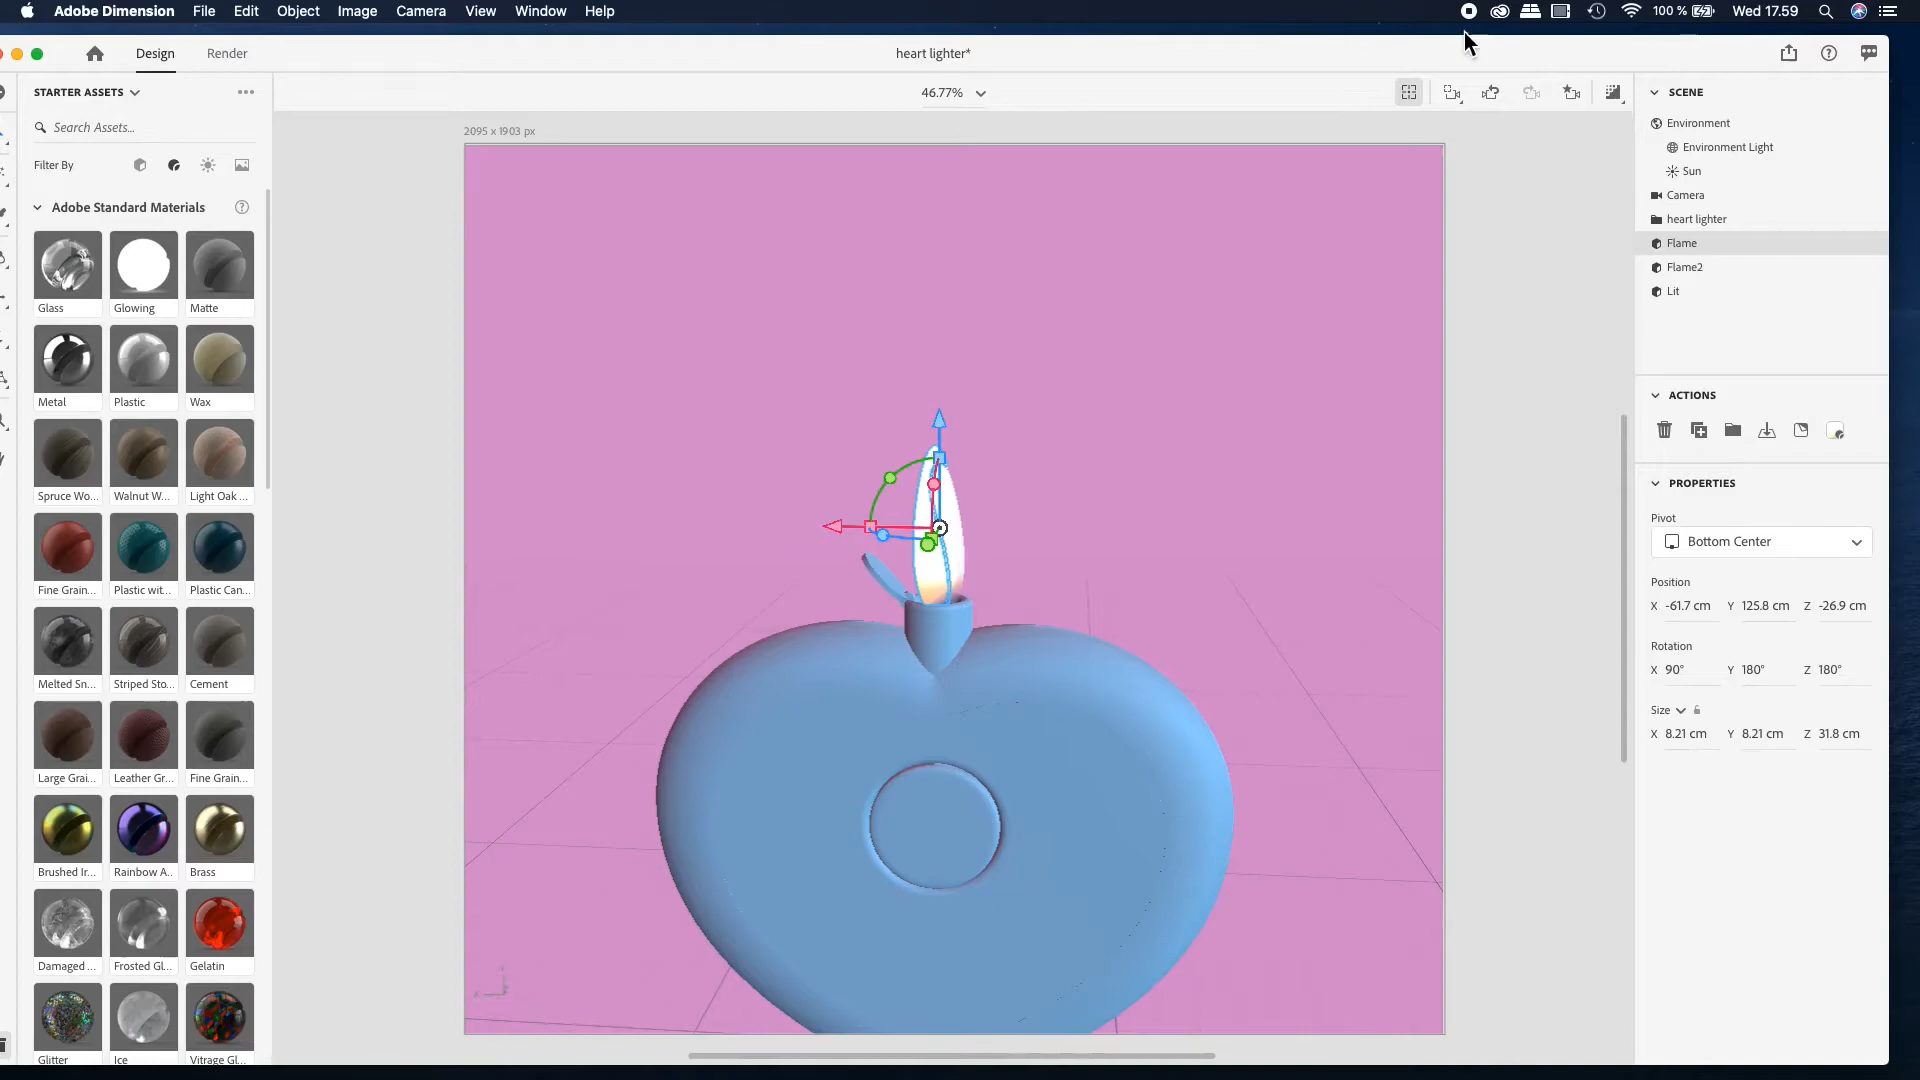 Adobe Dimension File Edit Object Image Camera View Window Help 100 % Wed 17.59
Design Render heart lighter*
STARTER ASSETS
46.77%
Search Assets...
2095 x 1903 px
Filter By
Adobe Standard Materials
Glass Glowing Matte
Metal Plastic Wax
Spruce Wo... Walnut W... Light Oak ...
Fine Grain... Plastic wit... Plastic Can...
Melted Sn... Striped Sto... Cement
Large Grai... Leather Gr... Fine Grain...
Brushed Ir... Rainbow A.. Brass
Damaged ... Frosted Gl... Gelatin
Glitter Ice Vitrage Gl...
SCENE
Environment
Environment Light
Sun
Camera
heart lighter
Flame
Flame2
Lit
ACTIONS
PROPERTIES
Pivot
Bottom Center
Position
X -61.7 cm Y 125.8 cm Z -26.9 cm
Rotation
X 90° Y 180° Z 180°
Size
X 8.21 cm Y 8.21 cm Z 31.8 cm